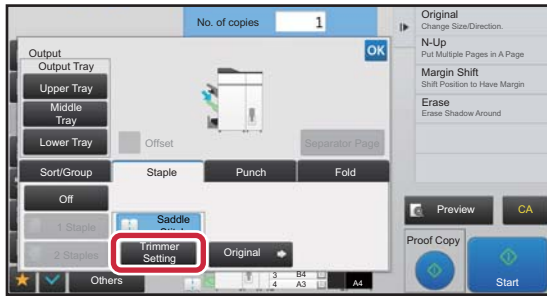 No. of copies
1
Output
OK
Output Tray
Upper Tray
Middle
Tray
Lower Tray
Offset
Separator Page
Sort/Group
Staple
Punch
Fold
Off
1 Staple
2 Staples
Saddle
Trimmer
Setting
Original
Others
3 B4
4 A3
A4
Original
Change Size/Direction.
N-Up
Put Multiple Pages in A Page
Margin Shift
Shift Position to Have Margin
Erase
Erase Shadow Around
Preview
CA
Proof Copy
Start